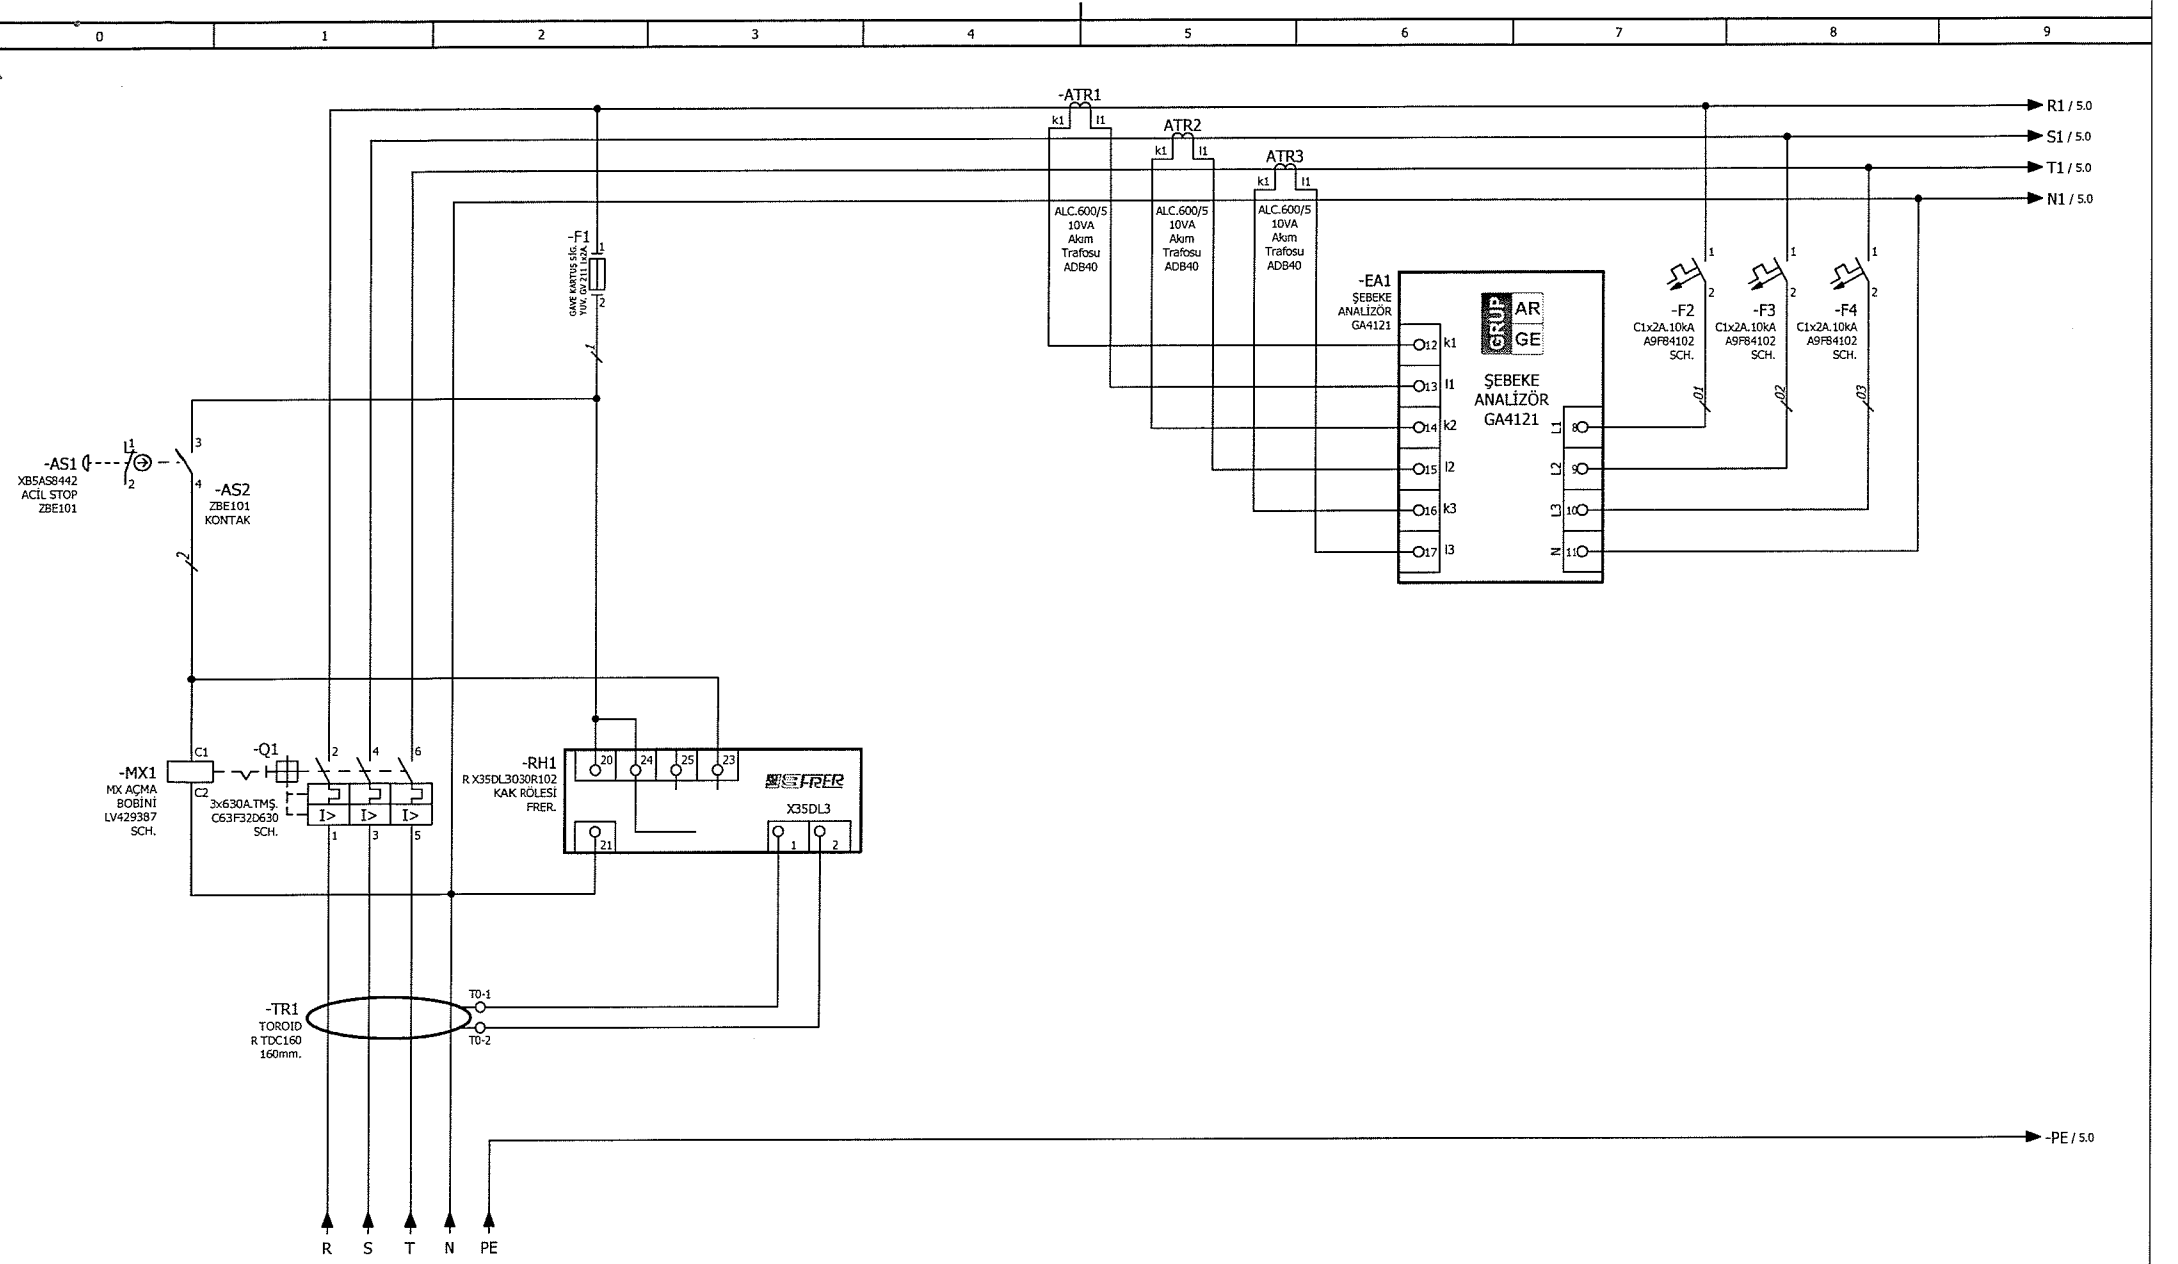 0 1 2 3 4 5 6 7 8 9
-ATR1
k1 l1
ATR2
k1 l1
ATR3
k1 l1
R1 / 5.0
S1 / 5.0
T1 / 5.0
N1 / 5.0
ALC.600/5
10VA
Akım
Trafosu
ADB40
ALC.600/5
10VA
Akım
Trafosu
ADB40
ALC.600/5
10VA
Akım
Trafosu
ADB40
-F1
GAVE KARTUŞ SİG.
YUV. GV 211 1x2A.
1
2
1
-EA1
ŞEBEKE
ANALİZÖR
GA4121
GRUP
AR
GE
ŞEBEKE
ANALİZÖR
GA4121
12 k1
13 l1
14 k2
15 l2
16 k3
17 l3
L1 8
L2 9
L3 10
N 11
1
2
-F2
C1x2A.10kA
A9F84102
SCH.
01
1
2
-F3
C1x2A.10kA
A9F84102
SCH.
02
1
2
-F4
C1x2A.10kA
A9F84102
SCH.
03
-AS1
XB5AS8442
ACİL STOP
ZBE101
1
2
3
4
-AS2
ZBE101
KONTAK
2
-MX1
MX AÇMA
BOBİNİ
LV429387
SCH.
C1
C2
-Q1
3x630A.TMŞ.
C63F32D630
SCH.
2 4 6
I> I> I>
1 3 5
-RH1
R X35DL3030R102
KAK RÖLESİ
FRER.
20 24 25 23
FRER
X35DL3
21 1 2
-TR1
TOROID
R TDC160
160mm.
T0-1
T0-2
-PE / 5.0
R S T N PE